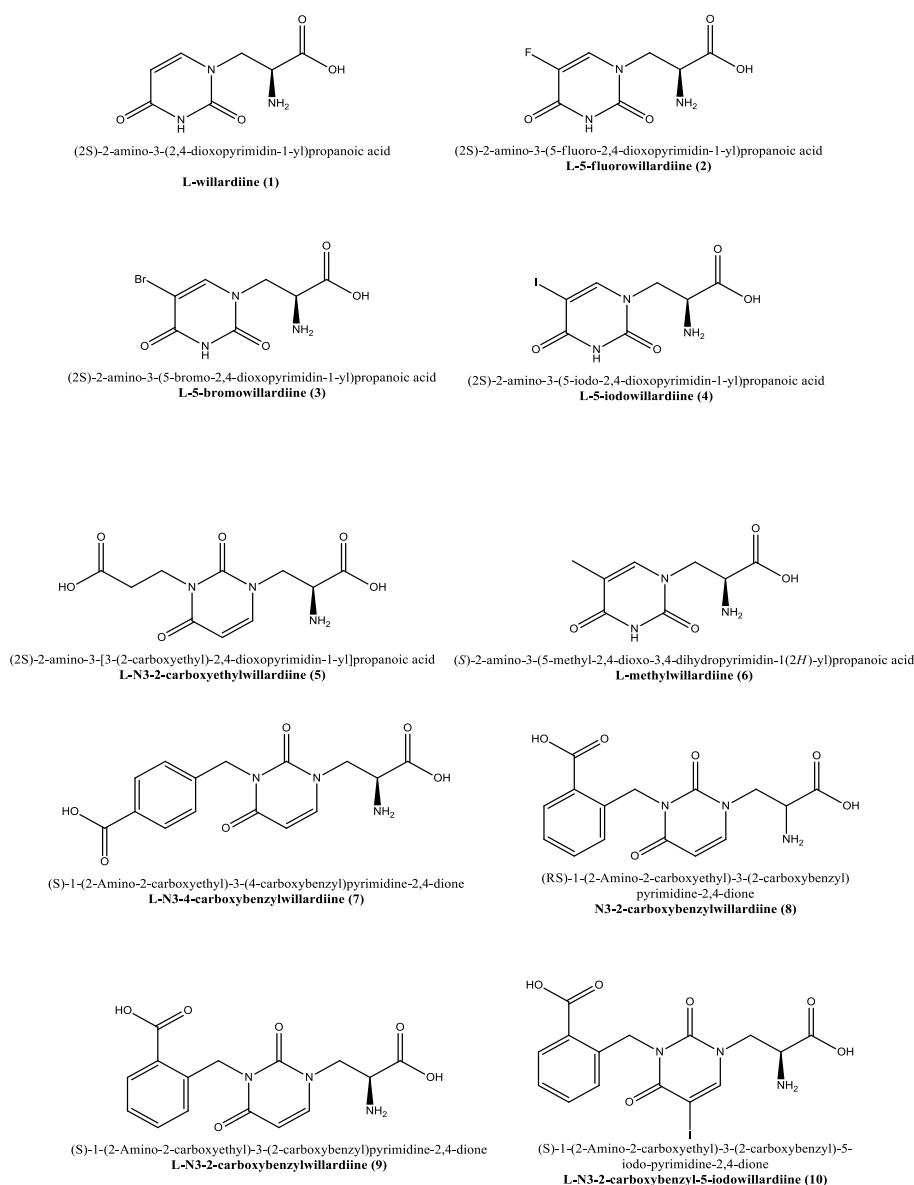 O
N
OH
NH2
O
N
H
O
(2S)-2-amino-3-(2,4-dioxopyrimidin-1-yl)propanoic acid
L-willardiine (1)
O
F
N
OH
NH2
O
N
H
O
(2S)-2-amino-3-(5-fluoro-2,4-dioxopyrimidin-1-yl)propanoic acid
L-5-fluorowillardiine (2)
O
Br
N
OH
NH2
O
N
H
O
(2S)-2-amino-3-(5-bromo-2,4-dioxopyrimidin-1-yl)propanoic acid
L-5-bromowillardiine (3)
O
I
N
OH
NH2
O
N
H
O
(2S)-2-amino-3-(5-iodo-2,4-dioxopyrimidin-1-yl)propanoic acid
L-5-iodowillardiine (4)
O
O
O
HO
N
N
OH
NH2
O
(2S)-2-amino-3-[3-(2-carboxyethyl)-2,4-dioxopyrimidin-1-yl]propanoic acid
L-N3-2-carboxyethylwillardiine (5)
O
N
OH
NH2
O
N
H
O
(S)-2-amino-3-(5-methyl-2,4-dioxo-3,4-dihydropyrimidin-1(2H)-yl)propanoic acid
L-methylwillardiine (6)
O
O
N
N
OH
HO
NH2
O
O
(S)-1-(2-Amino-2-carboxyethyl)-3-(4-carboxybenzyl)pyrimidine-2,4-dione
L-N3-4-carboxybenzylwillardiine (7)
HO
O
O
O
N
N
OH
NH2
O
(RS)-1-(2-Amino-2-carboxyethyl)-3-(2-carboxybenzyl)
pyrimidine-2,4-dione
N3-2-carboxybenzylwillardiine (8)
HO
O
O
O
N
N
OH
NH2
O
(S)-1-(2-Amino-2-carboxyethyl)-3-(2-carboxybenzyl)pyrimidine-2,4-dione
L-N3-2-carboxybenzylwillardiine (9)
HO
O
O
O
N
N
OH
NH2
O
I
(S)-1-(2-Amino-2-carboxyethyl)-3-(2-carboxybenzyl)-5-
iodo-pyrimidine-2,4-dione
L-N3-2-carboxybenzyl-5-iodowillardiine (10)